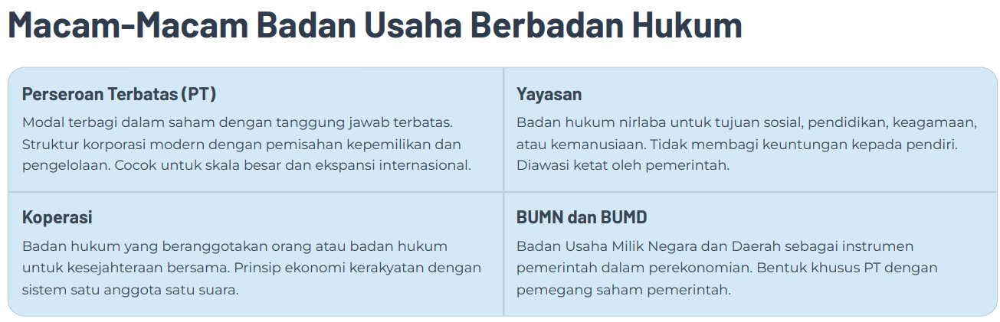 Macam-Macam Badan Usaha Berbadan Hukum
Perseroan Terbatas (PT)
Modal terbagi dalam saham dengan tanggung jawab terbatas.
Struktur korporasi modern dengan pemisahan kepemilikan dan
pengelolaan. Cocok untuk skala besar dan ekspansi internasional.
Yayasan
Badan hukum nirlaba untuk tujuan sosial, pendidikan, keagamaan,
atau kemanusiaan. Tidak membagi keuntungan kepada pendiri.
Diawasi ketat oleh pemerintah.
Koperasi
Badan hukum yang beranggotakan orang atau badan hukum
untuk kesejahteraan bersama. Prinsip ekonomi kerakyatan dengan
sistem satu anggota satu suara.
BUMN dan BUMD
Badan Usaha Milik Negara dan Daerah sebagai instrumen
pemerintah dalam perekonomian. Bentuk khusus PT dengan
pemegang saham pemerintah.